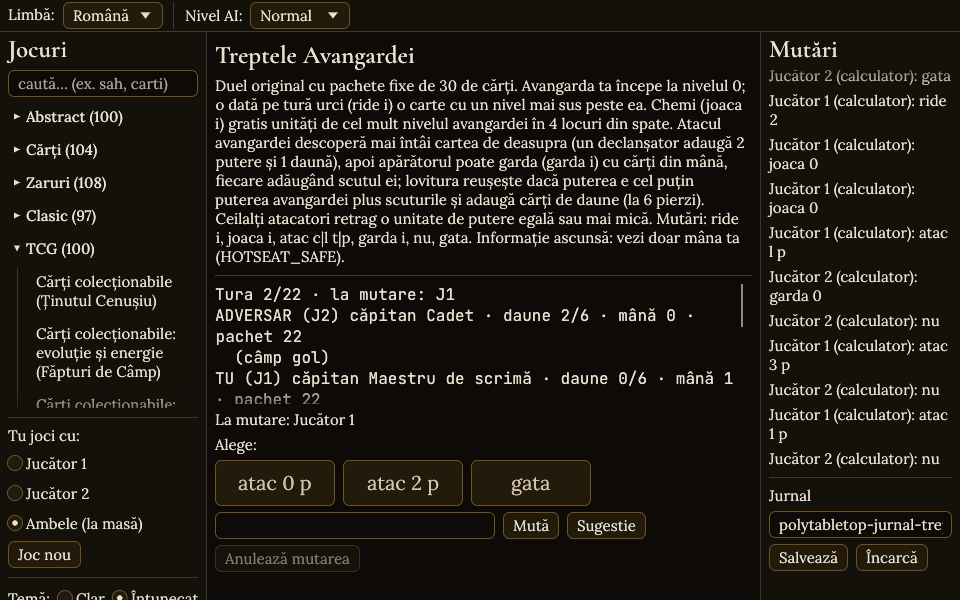 Limbă:
Română
Nivel AI:
Normal
Jocuri
caută... (ex. sah, carti)
Abstract (100)
Cărți (104)
Zaruri (108)
Clasic (97)
TCG (100)
Cărți colecționabile
(Ținutul Cenușiu)
Cărți colecționabile:
evoluție și energie
(Făpturi de Câmp)
Cărți colecționabile:
Tu joci cu:
Jucător 1
Jucător 2
Ambele (la masă)
Joc nou
Temă:
Clar
Întunecat
Treptele Avangardei
Duel original cu pachete fixe de 30 de cărți. Avangarda ta începe la nivelul 0;
o dată pe tură urci (ride i) o carte cu un nivel mai sus peste ea. Chemi (joaca
i) gratis unități de cel mult nivelul avangardei în 4 locuri din spate. Atacul
avangardei descoperă mai întâi cartea de deasupra (un declanșator adaugă 2
putere și 1 daună), apoi apărătorul poate garda (garda i) cu cărți din mână,
fiecare adăugând scutul ei; lovitura reușește dacă puterea e cel puțin
puterea avangardei plus scuturile și adaugă cărți de daune (la 6 pierzi).
Ceilalți atacatori retrag o unitate de putere egală sau mai mică. Mutări: ride
i, joaca i, atac c|l t|p, garda i, nu, gata. Informație ascunsă: vezi doar mâna ta
(HOTSEAT_SAFE).
Tura 2/22 · la mutare: J1
ADVERSAR (J2) căpitan Cadet · daune 2/6 · mână 0 ·
pachet 22
(câmp gol)
TU (J1) căpitan Maestru de scrimă · daune 0/6 · mână 1
· pachet 22
La mutare: Jucător 1
Alege:
atac 0 p
atac 2 p
gata
Mută
Sugestie
Anulează mutarea
Mutări
Jucător 2 (calculator): gata
Jucător 1 (calculator): ride
2
Jucător 1 (calculator):
joaca 0
Jucător 1 (calculator):
joaca 0
Jucător 1 (calculator): atac
l p
Jucător 2 (calculator):
garda 0
Jucător 2 (calculator): nu
Jucător 1 (calculator): atac
3 p
Jucător 2 (calculator): nu
Jucător 1 (calculator): atac
1 p
Jucător 2 (calculator): nu
Jurnal
polytabletop-jurnal-tre
Salvează
Încarcă